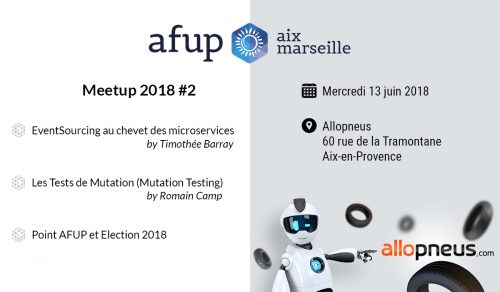 afup aix
marseille
Meetup 2018 #2
EventSourcing au chevet des microservices
by Timothée Barray
Les Tests de Mutation (Mutation Testing)
by Romain Camp
Point AFUP et Election 2018
Mercredi 13 juin 2018
Allopneus
60 rue de la Tramontane
Aix-en-Provence
allopneus.com